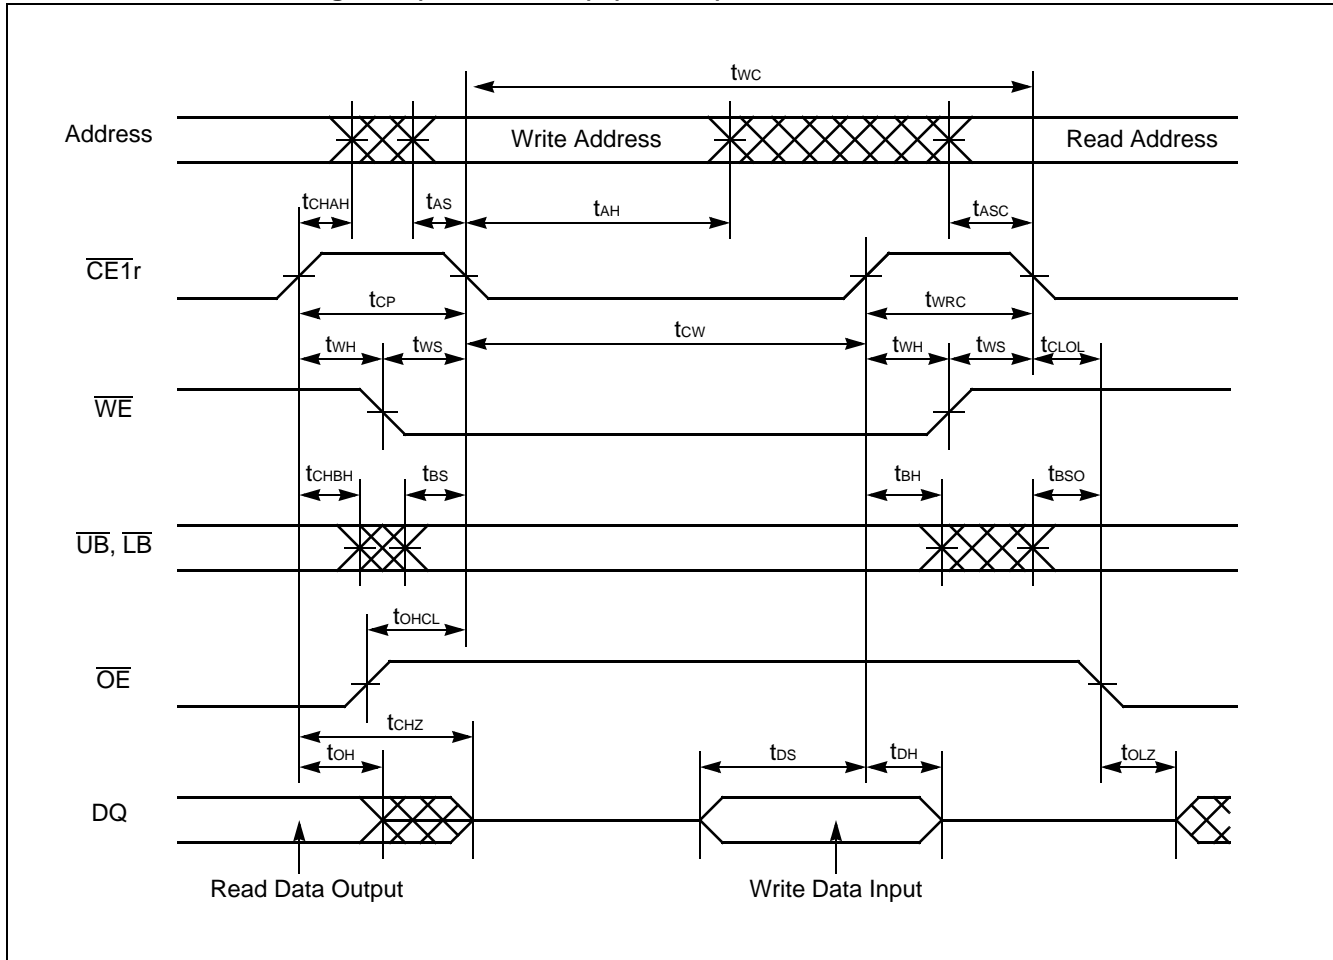 tWC
Address
Write Address
Read Address
tCHAH
tAS
tAH
tASC
CE1r
tCP
tWRC
tCW
tWH
tWS
tWH
tWS
tCLOL
WE
tCHBH
tBS
tBH
tBSO
UB, LB
tOHCL
OE
tCHZ
tOH
tDS
tDH
tOLZ
DQ
Read Data Output
Write Data Input